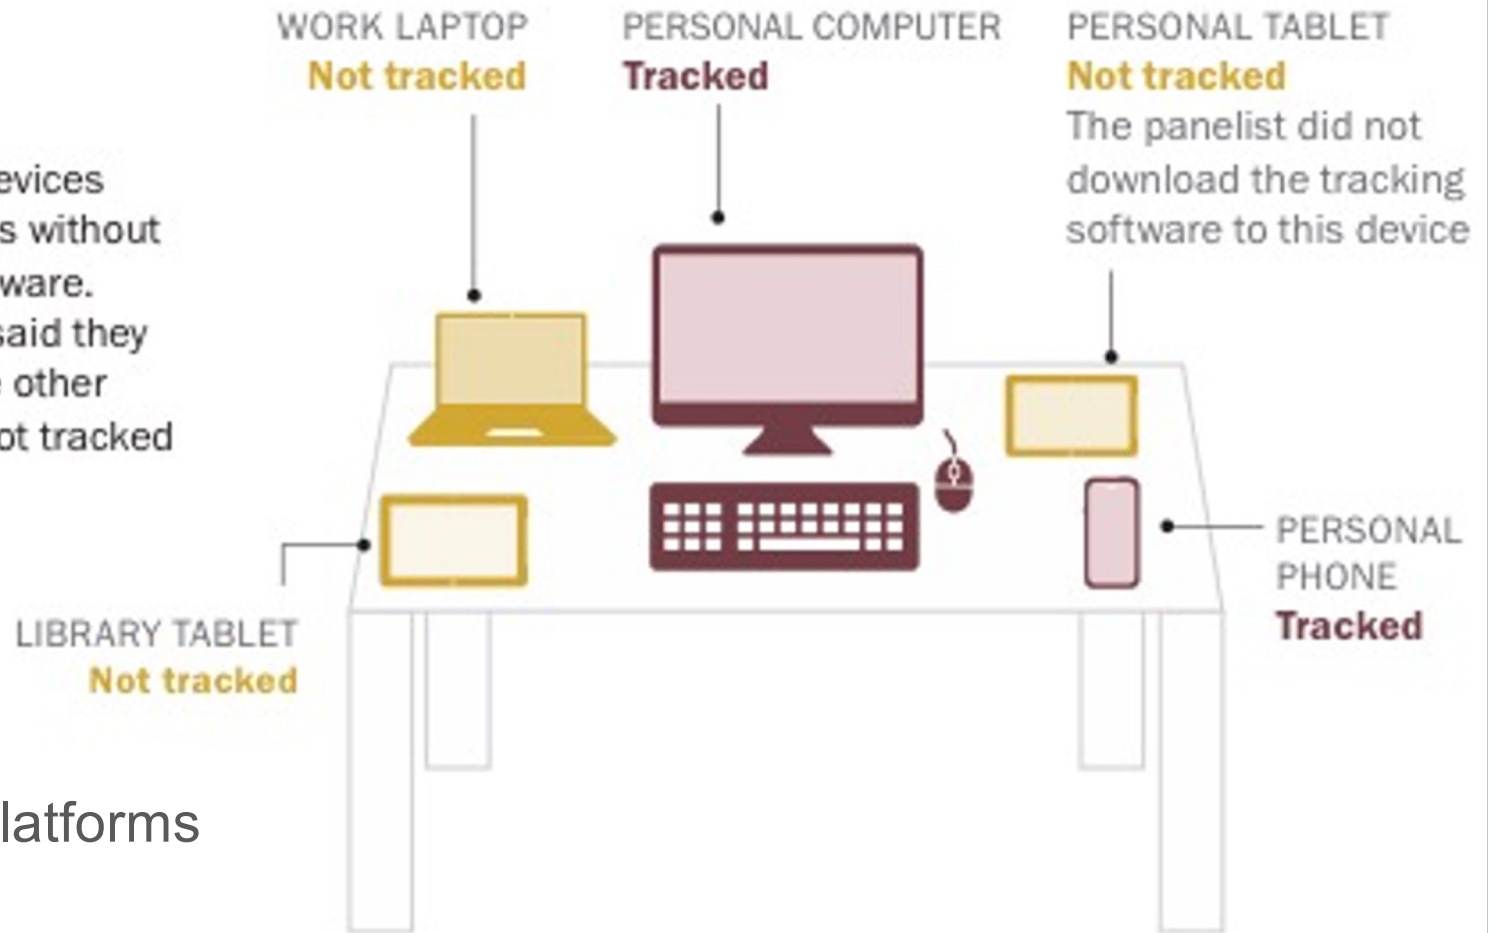 WORK LAPTOP
Not tracked
PERSONAL COMPUTER
Tracked
PERSONAL TABLET
Not tracked
The panelist did not
download the tracking
software to this device
evices
s without
ware.
said they
other
ot tracked
LIBRARY TABLET
Not tracked
PERSONAL
PHONE
Tracked
latforms